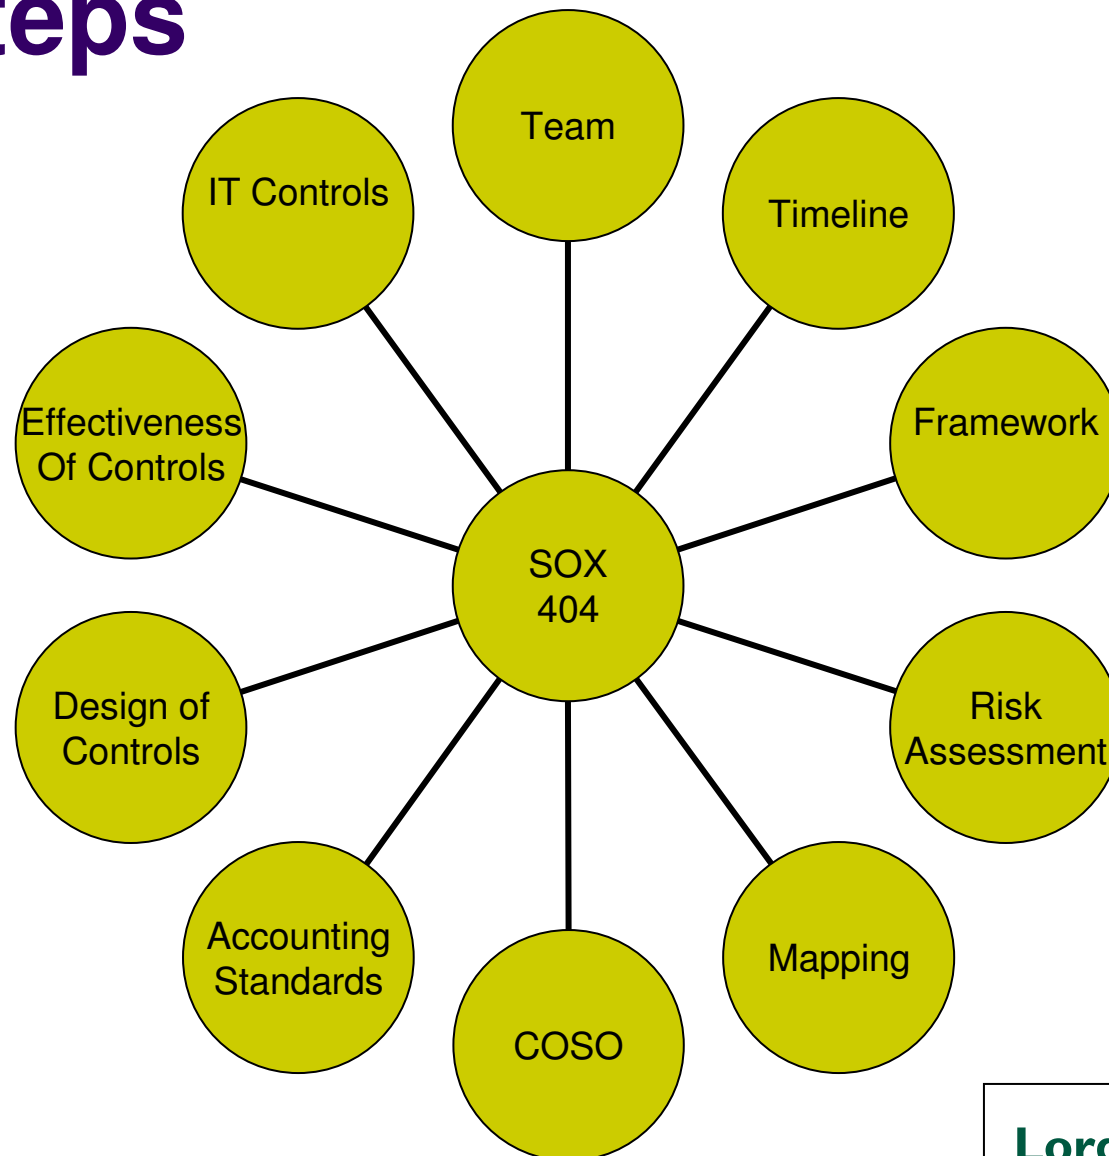 Team
IT Controls
Timeline
Effectiveness
Of Controls
Framework
SOX
404
Design of
Controls
Risk
Assessment
Accounting
Standards
Mapping
COSO